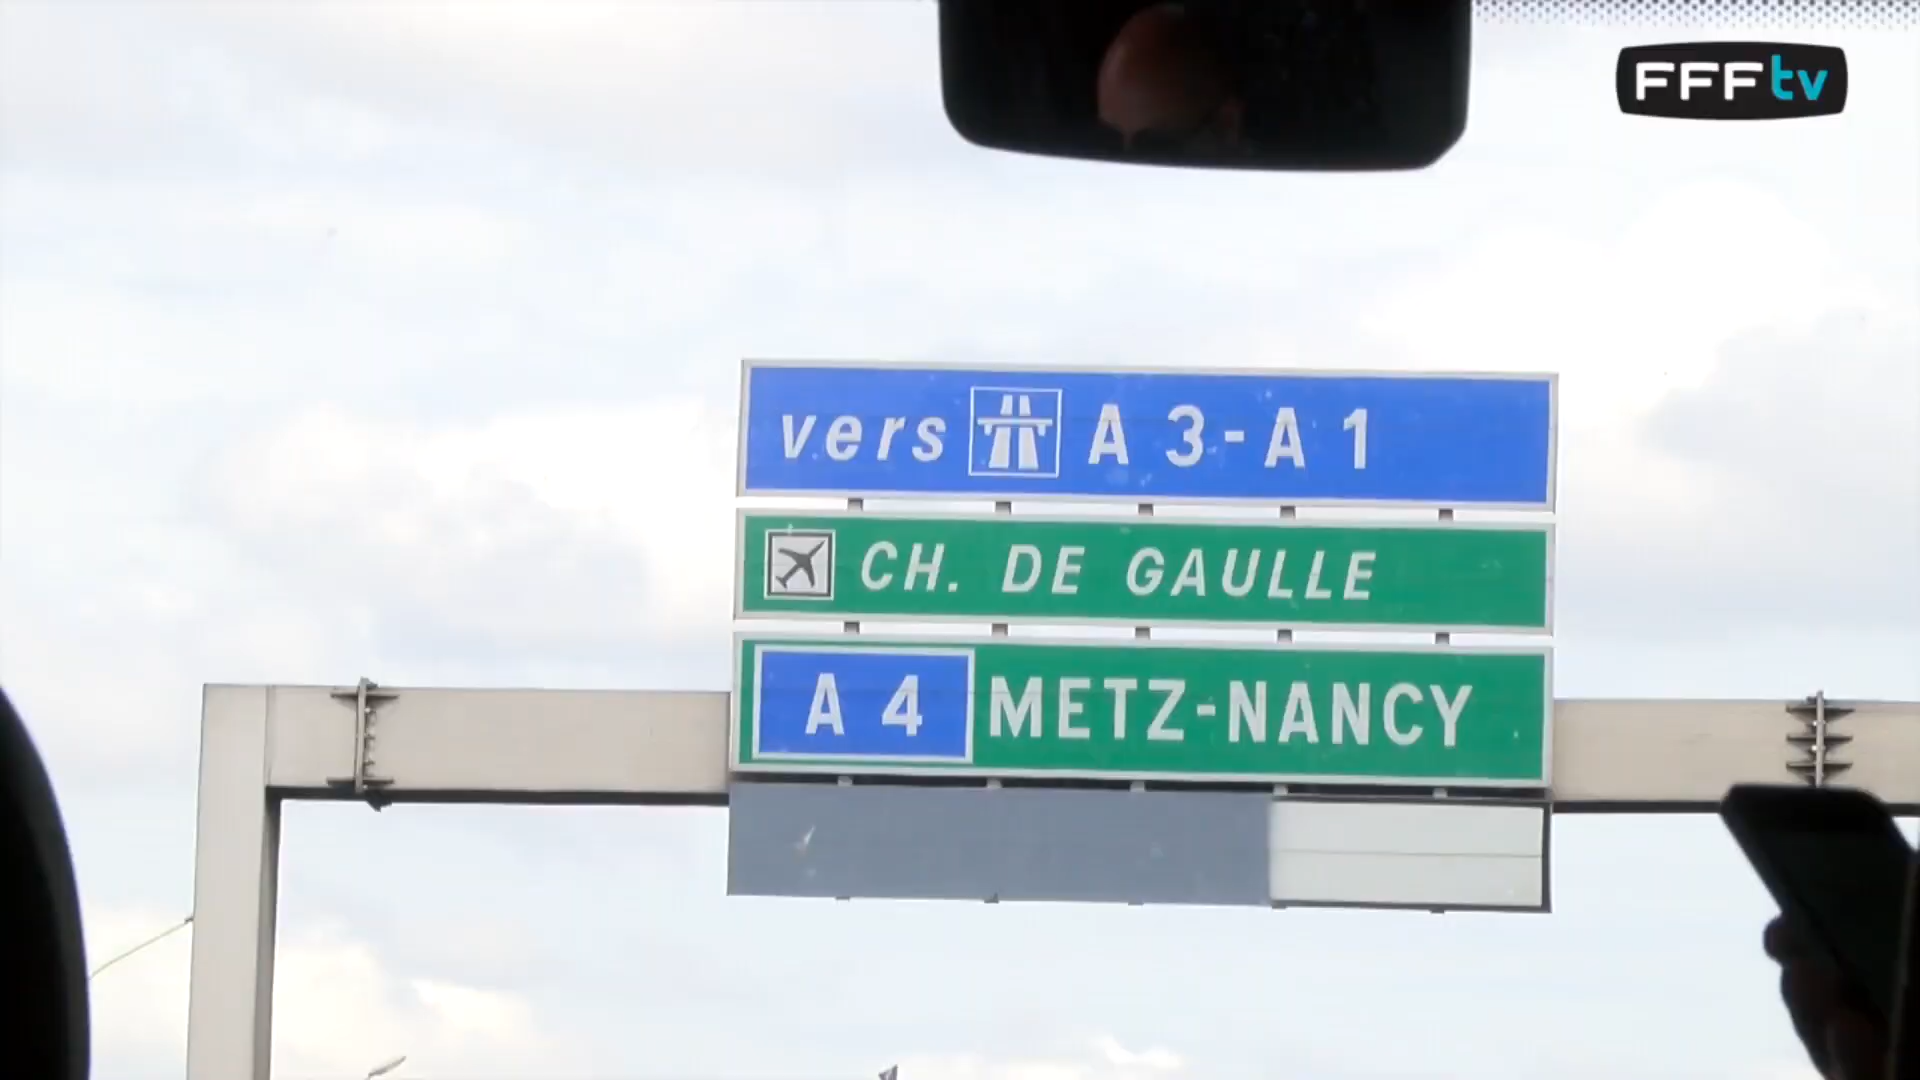 FFFtv
vers A 3-A 1
CH. DE GAULLE
A 4 METZ-NANCY